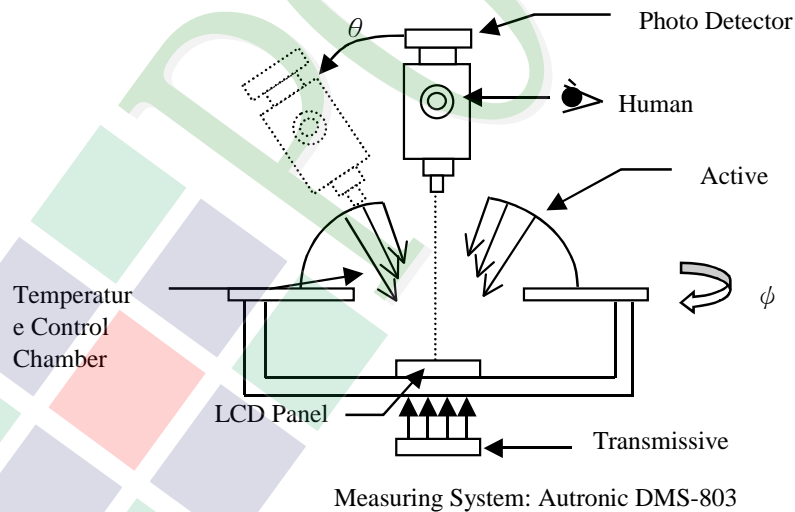 θ
Photo Detector
Human
Active
Temperatur
e Control
Chamber
ϕ
LCD Panel
Transmissive
Measuring System: Autronic DMS-803